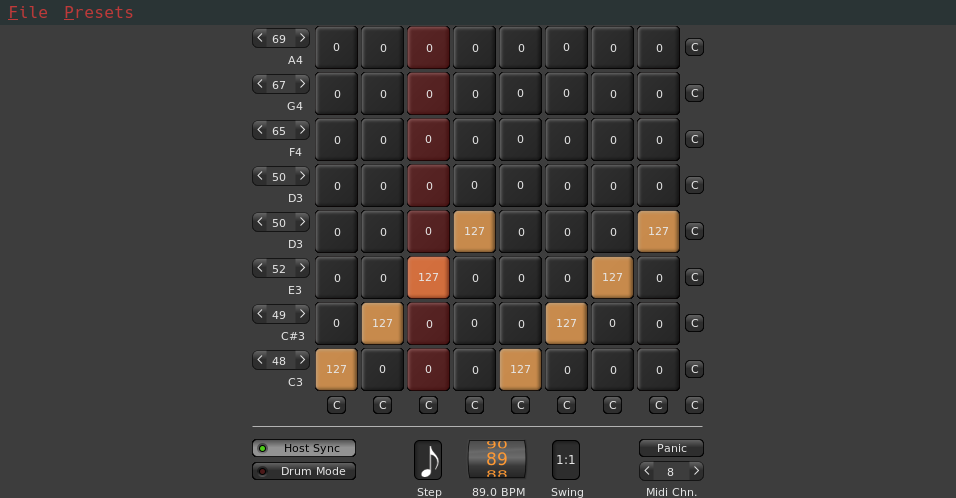 File Presets
69 0 0 0 0 0 0 0 0 C
A4
67 0 0 0 0 0 0 0 0 C
G4
65 0 0 0 0 0 0 0 0 C
F4
50 0 0 0 0 0 0 0 0 C
D3
50 0 0 0 127 0 0 0 127 C
D3
52 0 0 127 0 0 0 127 0 C
E3
49 0 127 0 0 0 127 0 0 C
C#3
48 127 0 0 0 127 0 0 0 C
C3
C C C C C C C C C
Host Sync
Drum Mode
90
89
88
1:1
Panic
8
Step 89.0 BPM Swing Midi Chn.